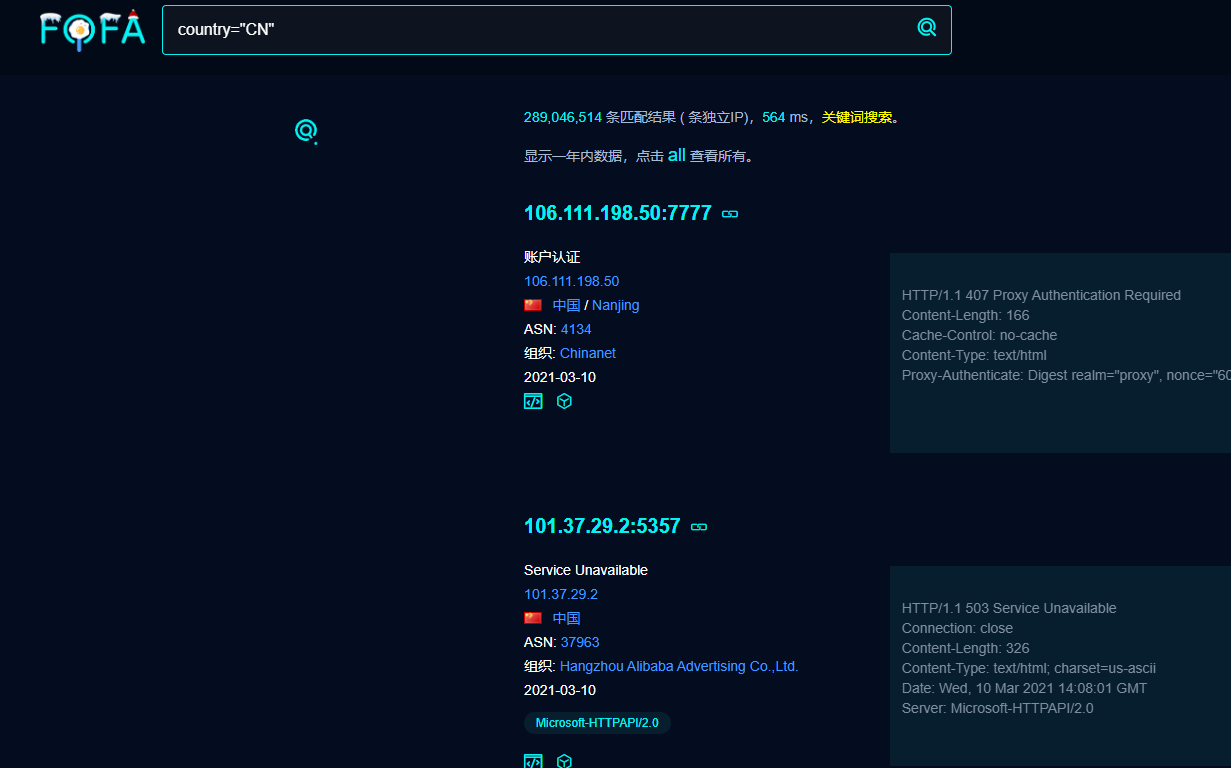 FOFA
country="CN"
289,046,514 条匹配结果 ( 条独立IP)，564 ms，关键词搜索。
显示一年内数据，点击 all 查看所有。
106.111.198.50:7777
账户认证
106.111.198.50
中国 / Nanjing
ASN: 4134
组织: Chinanet
2021-03-10
HTTP/1.1 407 Proxy Authentication Required
Content-Length: 166
Cache-Control: no-cache
Content-Type: text/html
Proxy-Authenticate: Digest realm="proxy", nonce="60
101.37.29.2:5357
Service Unavailable
101.37.29.2
中国
ASN: 37963
组织: Hangzhou Alibaba Advertising Co.,Ltd.
2021-03-10
Microsoft-HTTPAPI/2.0
HTTP/1.1 503 Service Unavailable
Connection: close
Content-Length: 326
Content-Type: text/html; charset=us-ascii
Date: Wed, 10 Mar 2021 14:08:01 GMT
Server: Microsoft-HTTPAPI/2.0